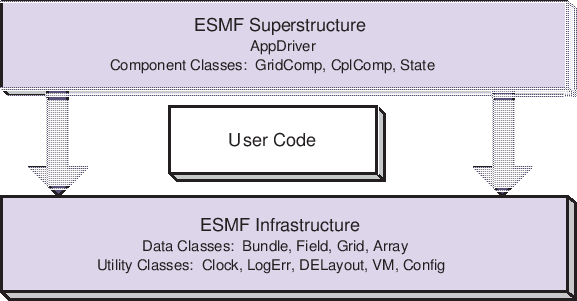 ESMF Superstructure
AppDriver
Component Classes: GridComp, CplComp, State
User Code
ESMF Infrastructure
Data Classes: Bundle, Field, Grid, Array
Utility Classes: Clock, LogErr, DELayout, VM, Config